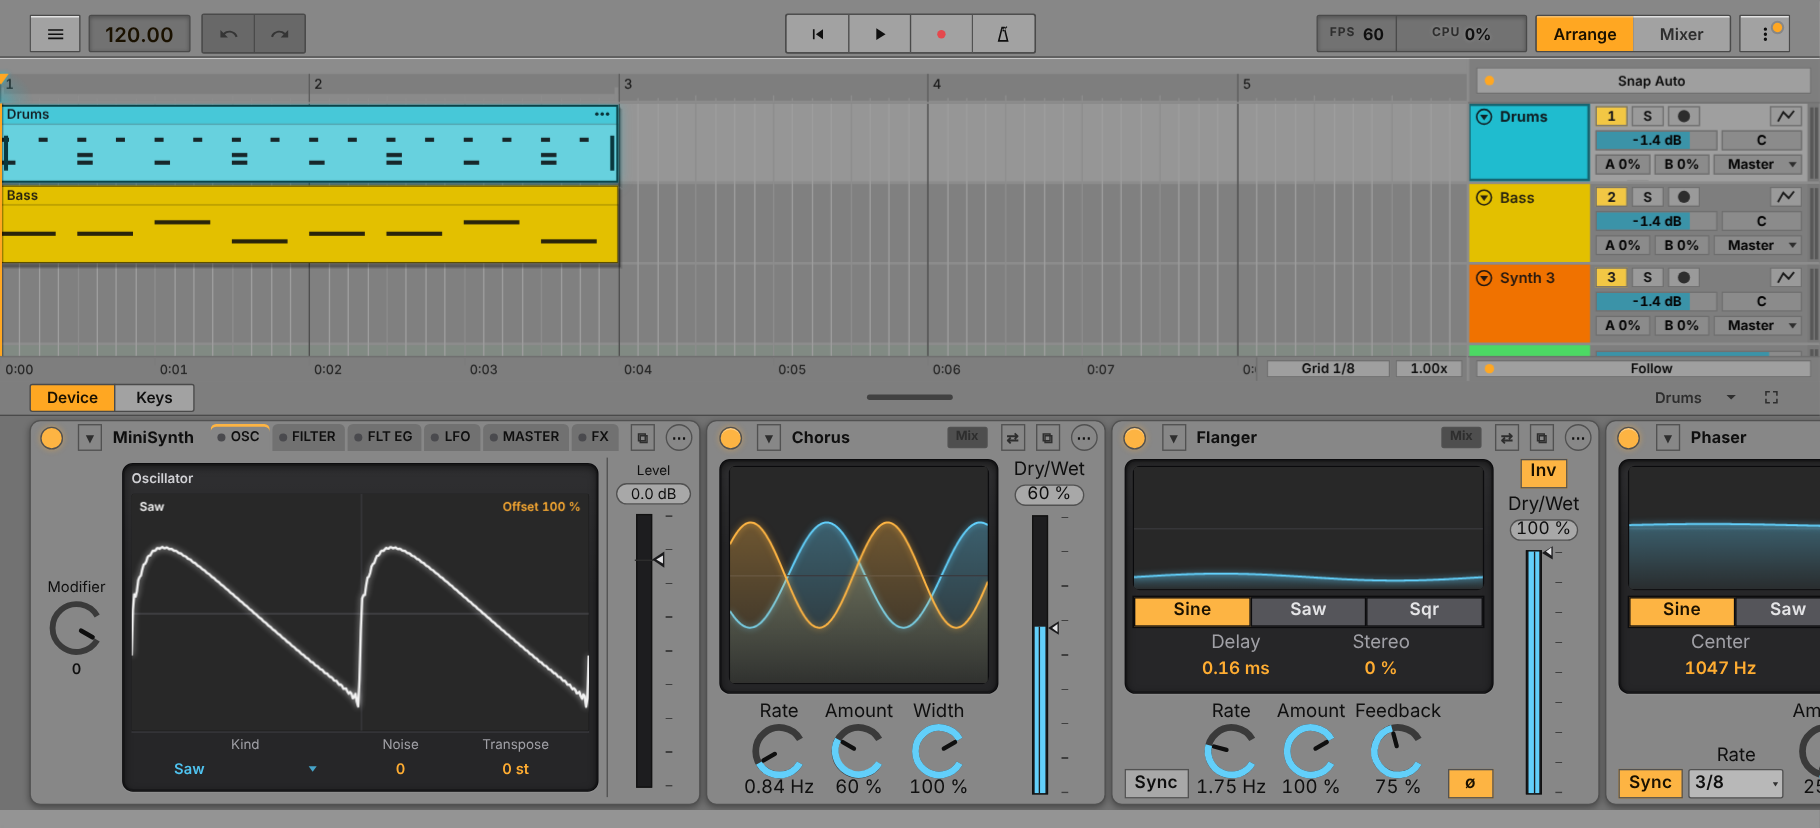 120.00
FPS 60 CPU 0%
Arrange Mixer
1 2 3 4 5
Snap Auto
Drums
Drums 1 S
-1.4 dB C
A 0% B 0% Master
Bass
Bass 2 S
-1.4 dB C
A 0% B 0% Master
Synth 3 3 S
-1.4 dB C
A 0% B 0% Master
0:00 0:01 0:02 0:03 0:04 0:05 0:06 0:07 0: Grid 1/8 1.00x Follow
Device Keys Drums
MiniSynth OSC FILTER FLT EG LFO MASTER FX
Oscillator
Saw Offset 100 %
Modifier
0
Kind Noise Transpose
Saw 0 0 st
Level
0.0 dB
Chorus Mix
Dry/Wet
60 %
Rate Amount Width
0.84 Hz 60 % 100 %
Flanger Mix
Inv
Dry/Wet
100 %
Sine Saw Sqr
Delay Stereo
0.16 ms 0 %
Rate Amount Feedback
Sync 1.75 Hz 100 % 75 % ø
Phaser
Sine Saw
Center
1047 Hz
Am
Rate
Sync 3/8 25